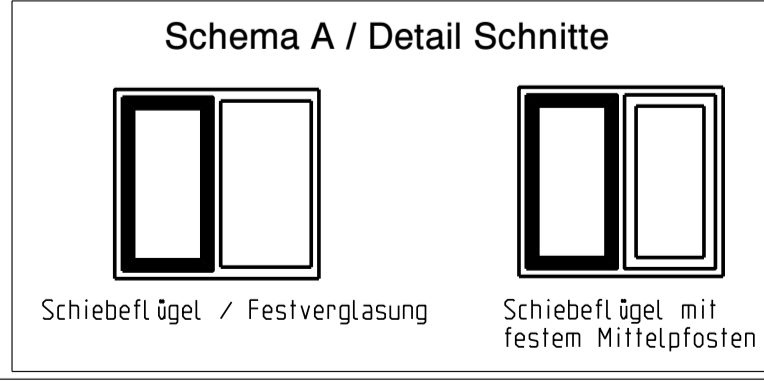 Schema A / Detail Schnitte
Schiebeflügel / Festverglasung
Schiebeflügel mit
festem Mittelpfosten